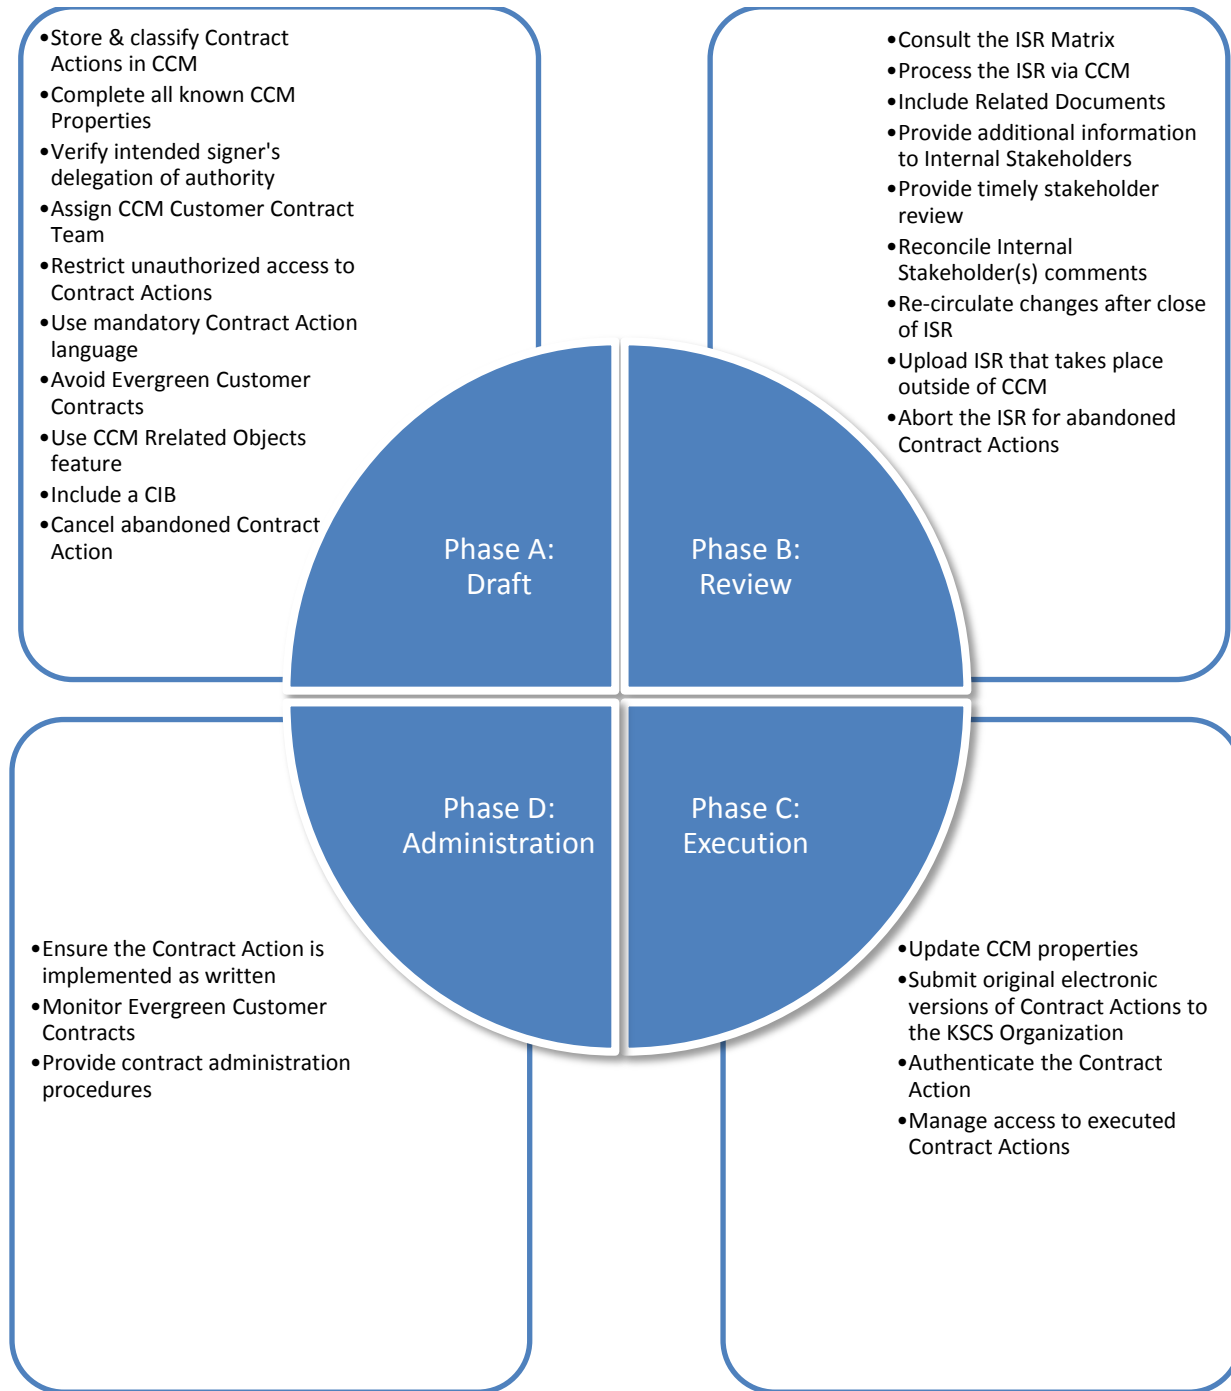 •Store & classify Contract
Actions in CCM
•Complete all known CCM
Properties
•Verify intended signer's
delegation of authority
•Assign CCM Customer Contract
Team
•Restrict unauthorized access to
Contract Actions
•Use mandatory Contract Action
language
•Avoid Evergreen Customer
Contracts
•Use CCM Rrelated Objects
feature
•Include a CIB
•Cancel abandoned Contract
Action
•Consult the ISR Matrix
•Process the ISR via CCM
•Include Related Documents
•Provide additional information
to Internal Stakeholders
•Provide timely stakeholder
review
•Reconcile Internal
Stakeholder(s) comments
•Re-circulate changes after close
of ISR
•Upload ISR that takes place
outside of CCM
•Abort the ISR for abandoned
Contract Actions
Phase A:
Draft
Phase B:
Review
Phase D:
Administration
Phase C:
Execution
•Ensure the Contract Action is
implemented as written
•Monitor Evergreen Customer
Contracts
•Provide contract administration
procedures
•Update CCM properties
•Submit original electronic
versions of Contract Actions to
the KSCS Organization
•Authenticate the Contract
Action
•Manage access to executed
Contract Actions